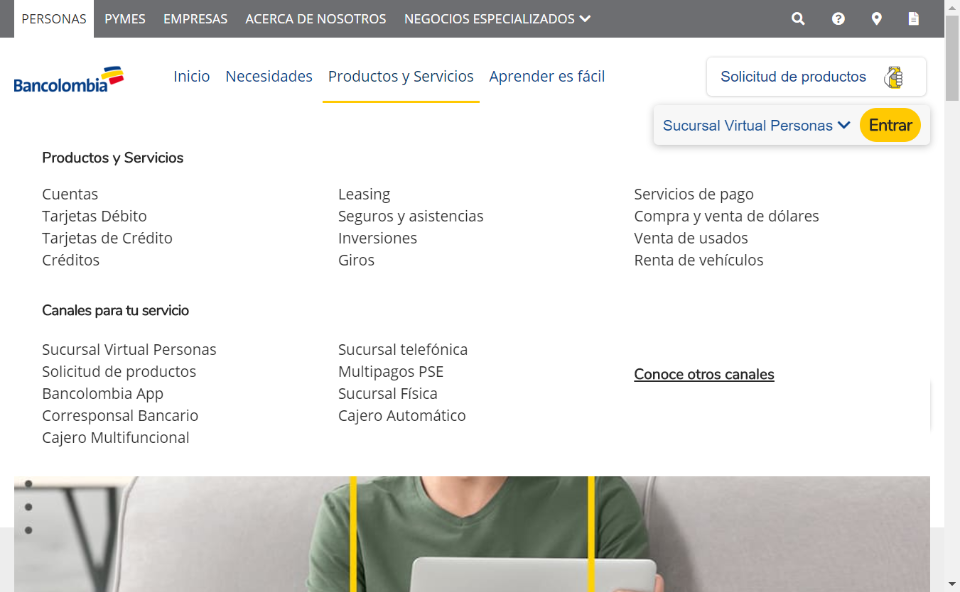 PERSONAS PYMES EMPRESAS ACERCA DE NOSOTROS NEGOCIOS ESPECIALIZADOS
Bancolombia
Inicio Necesidades Productos y Servicios Aprender es fácil
Solicitud de productos
Sucursal Virtual Personas Entrar
Productos y Servicios
Cuentas
Tarjetas Débito
Tarjetas de Crédito
Créditos
Leasing
Seguros y asistencias
Inversiones
Giros
Servicios de pago
Compra y venta de dólares
Venta de usados
Renta de vehículos
Canales para tu servicio
Sucursal Virtual Personas
Solicitud de productos
Bancolombia App
Corresponsal Bancario
Cajero Multifuncional
Sucursal telefónica
Multipagos PSE
Sucursal Física
Cajero Automático
Conoce otros canales